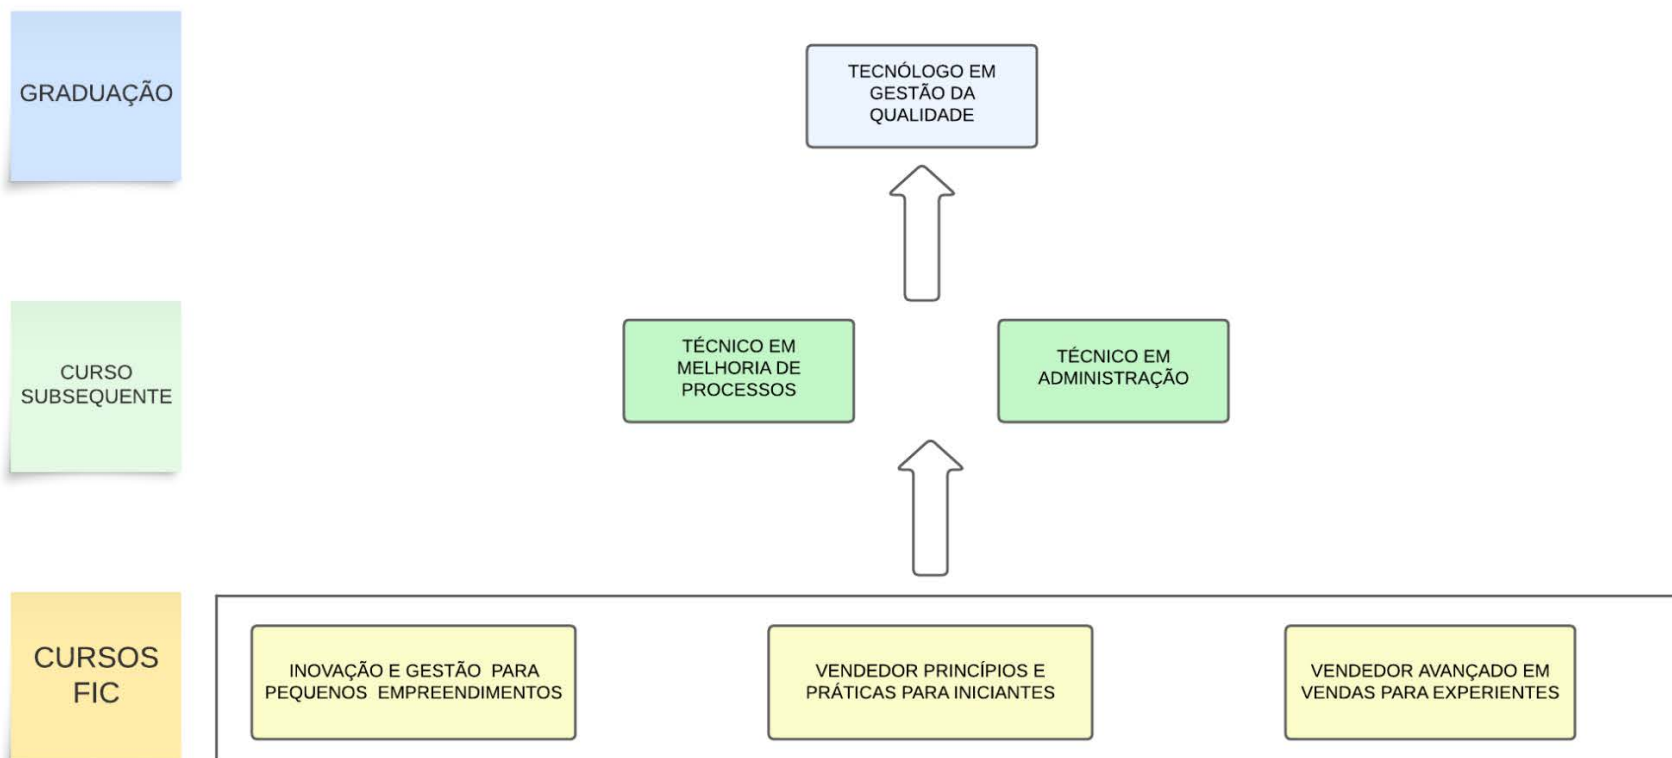 GRADUAÇÃO
TECNÓLOGO EM
GESTÃO DA
QUALIDADE
CURSO
SUBSEQUENTE
TÉCNICO EM
MELHORIA DE
PROCESSOS
TÉCNICO EM
ADMINISTRAÇÃO
CURSOS
FIC
INOVAÇÃO E GESTÃO  PARA
PEQUENOS  EMPREENDIMENTOS
VENDEDOR PRINCÍPIOS E
PRÁTICAS PARA INICIANTES
VENDEDOR AVANÇADO EM
VENDAS PARA EXPERIENTES